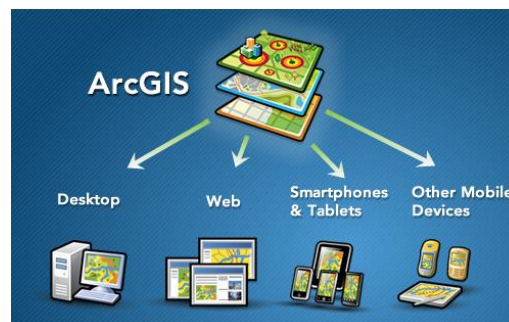 ArcGIS
Desktop
Web
Smartphones
& Tablets
Other Mobile
Devices